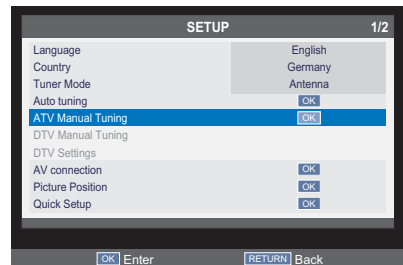 SETUP 1/2
Language English
Country Germany
Tuner Mode Antenna
Auto tuning OK
ATV Manual Tuning OK
DTV Manual Tuning
DTV Settings
AV connection OK
Picture Position OK
Quick Setup OK
OK Enter RETURN Back